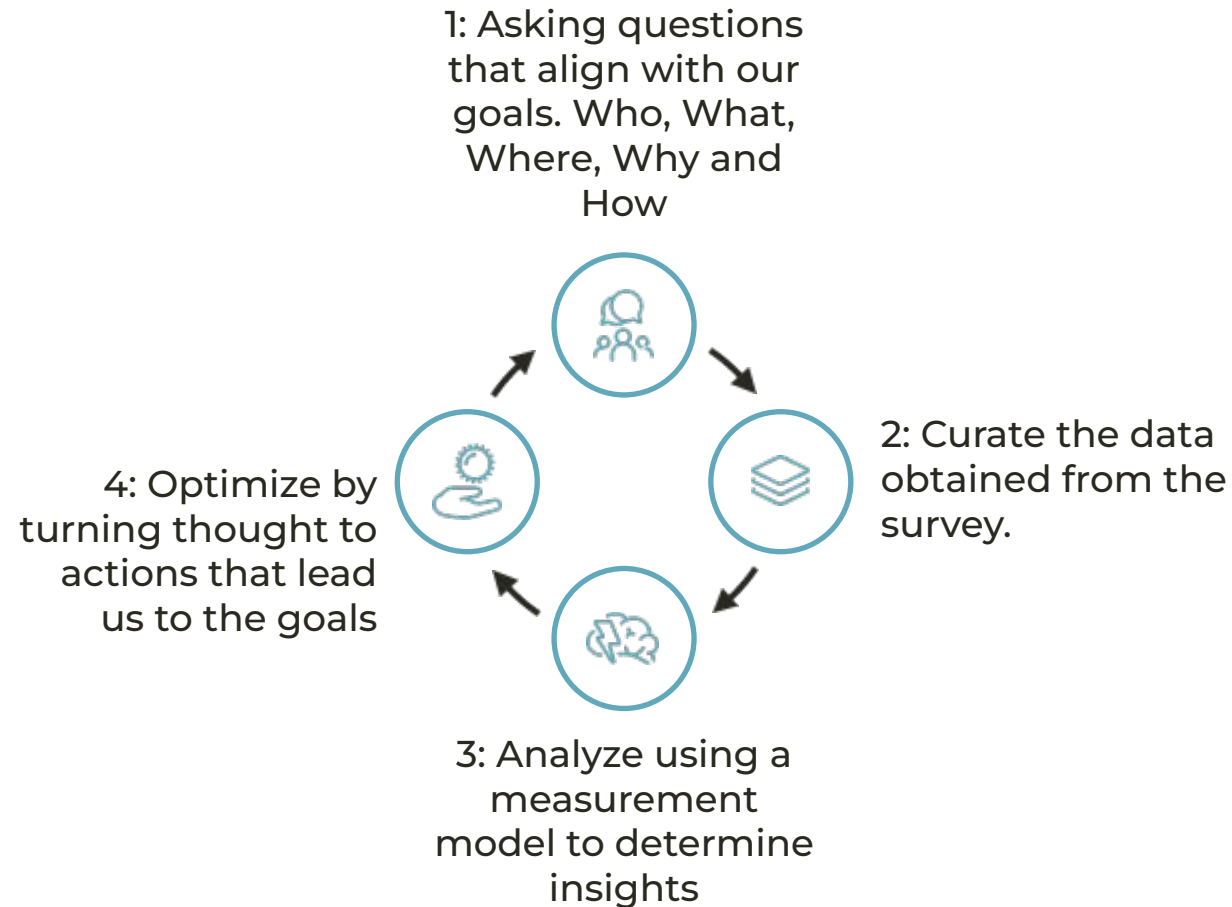 1: Asking questions
that align with our
goals. Who, What,
Where, Why and
How
2: Curate the data
obtained from the
survey.
4: Optimize by
turning thought to
actions that lead
us to the goals
3: Analyze using a
measurement
model to determine
insights